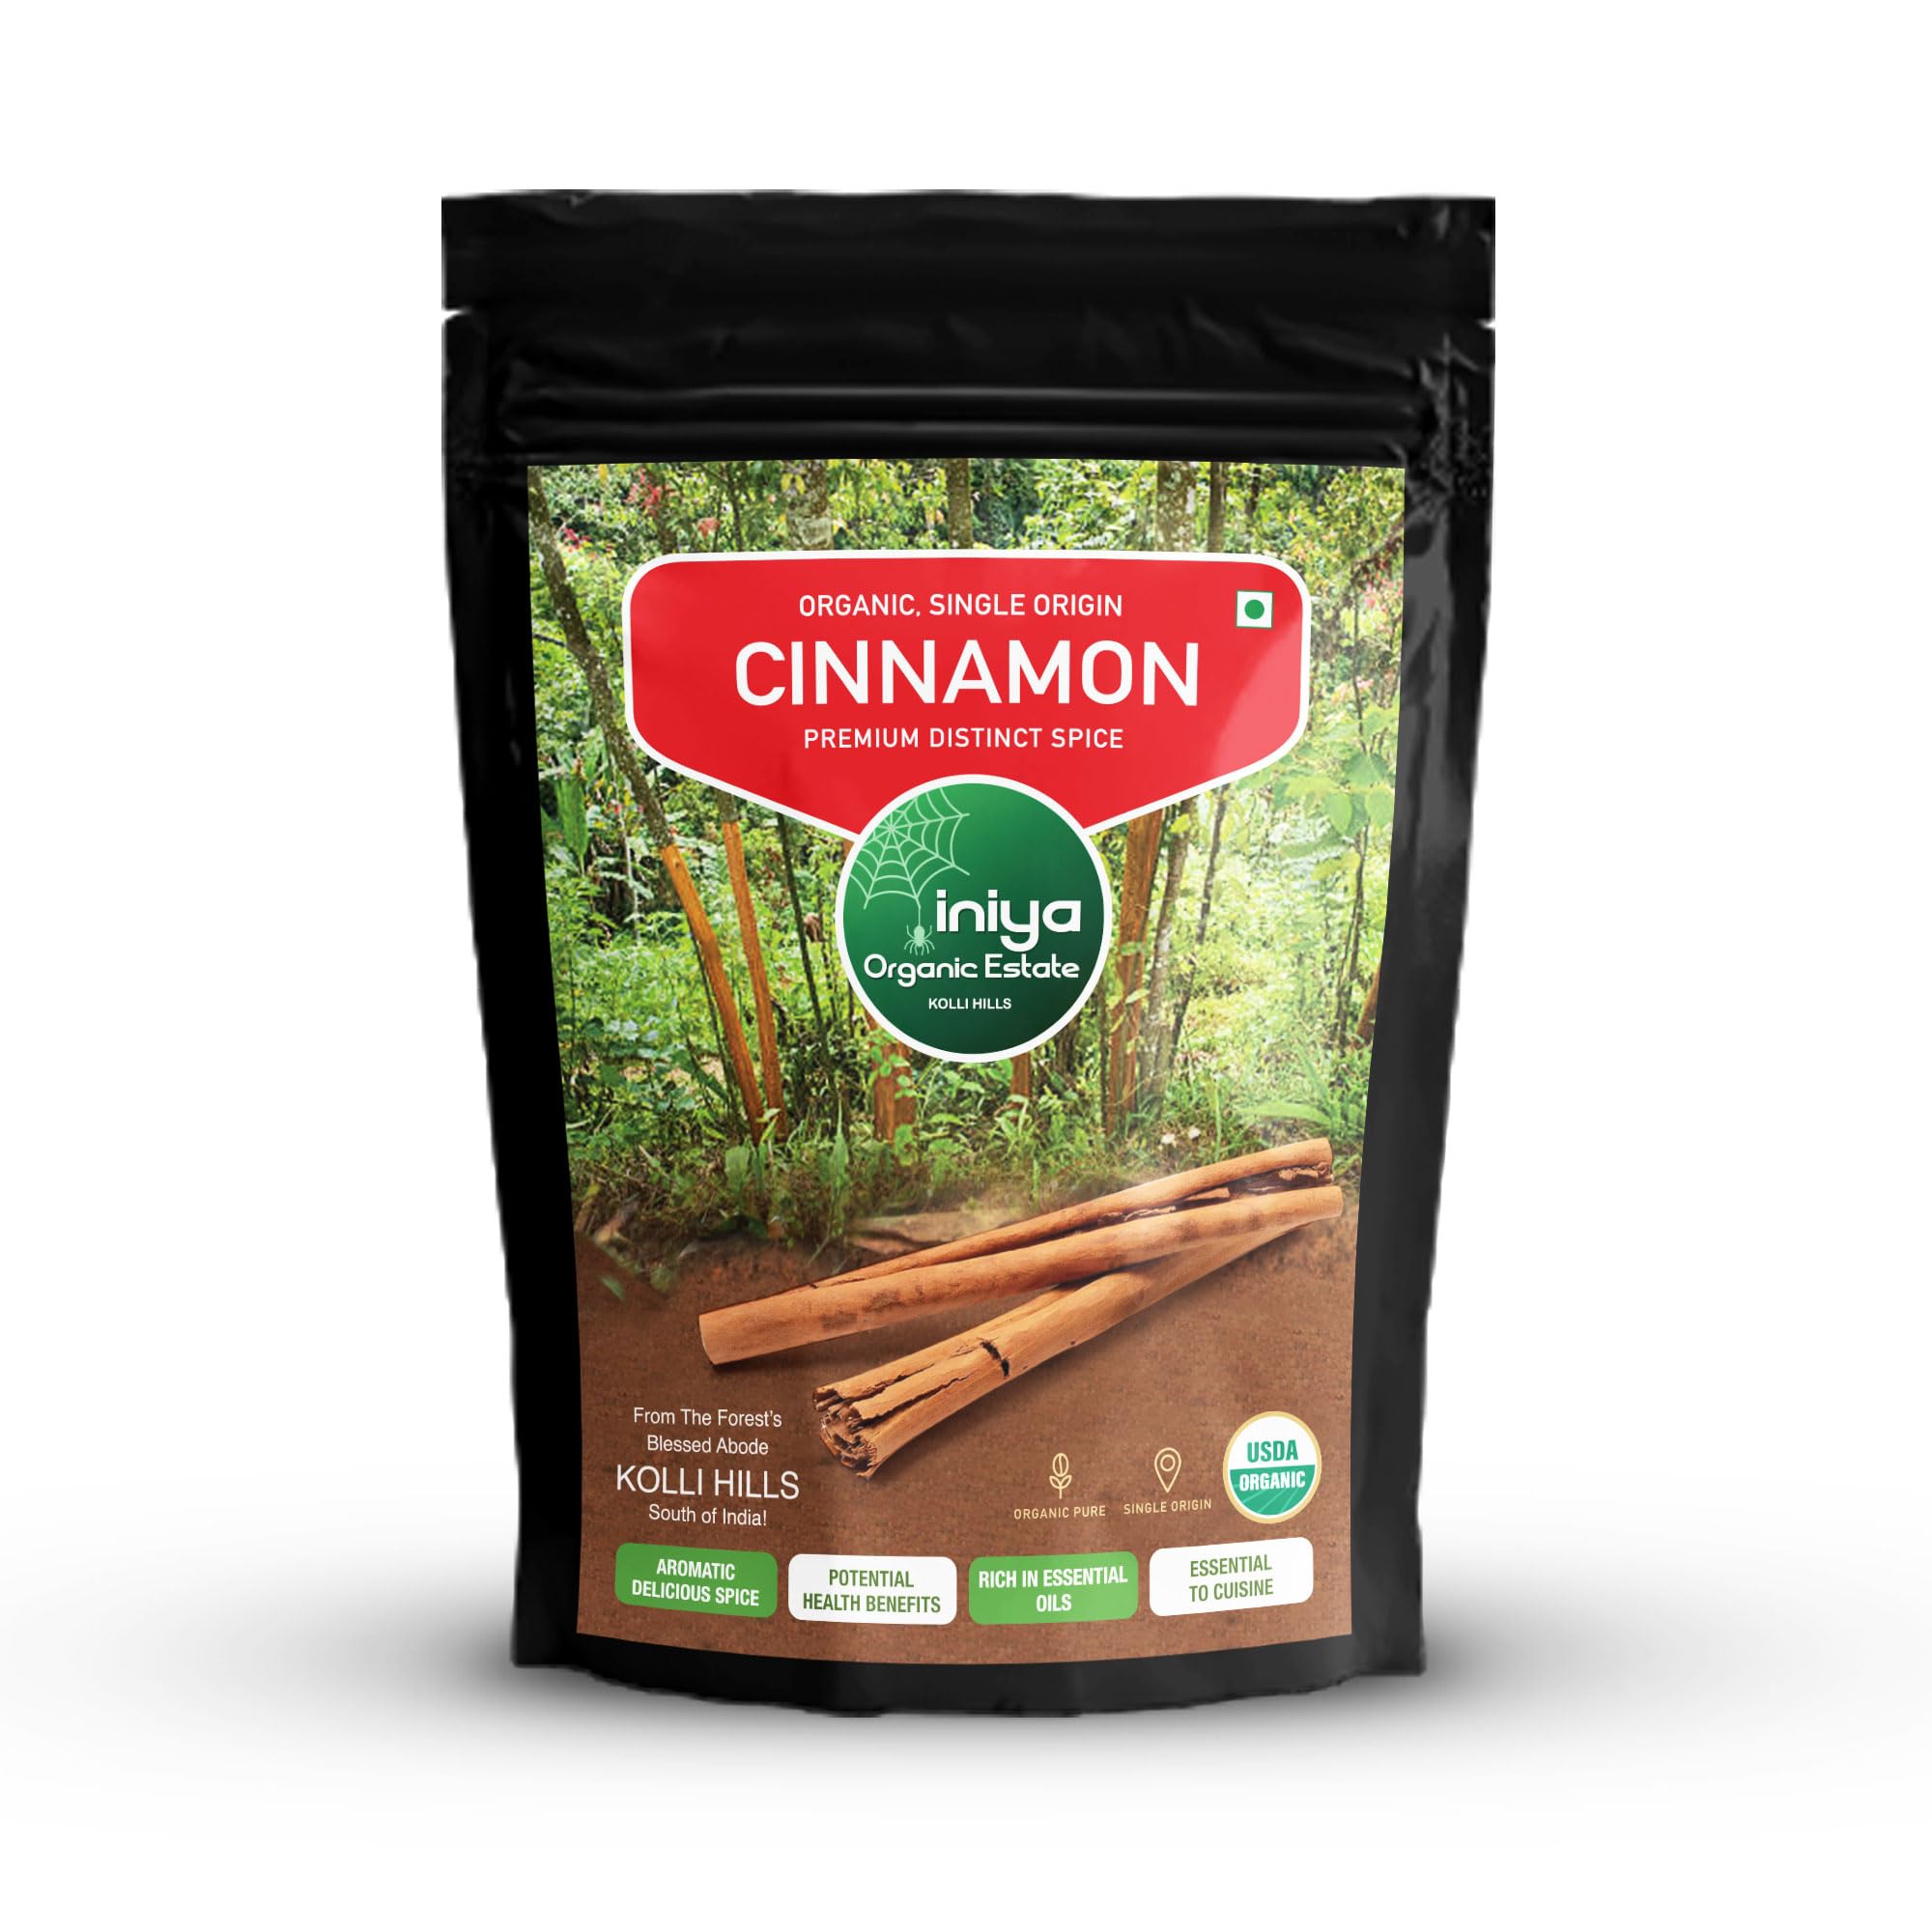 ORGANIC, SINGLE ORIGIN
CINNAMON
PREMIUM DISTINCT SPICE
iniya
Organic Estate
KOLLI HILLS
From The Forest's
Blessed Abode
KOLLI HILLS
South of India!
ORGANIC PURE
SINGLE ORIGIN
USDA
ORGANIC
AROMATIC
DELICIOUS SPICE
POTENTIAL
HEALTH BENEFITS
RICH IN ESSENTIAL
OILS
ESSENTIAL
TO CUISINE